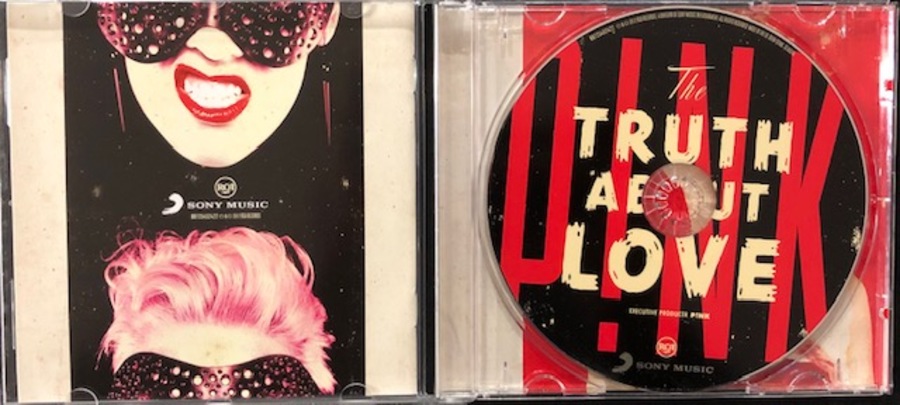 RCA
SONY MUSIC
P!NK
The
TRUTH
ABOUT
LOVE
EXECUTIVE PRODUCER P!NK
RCA
SONY MUSIC